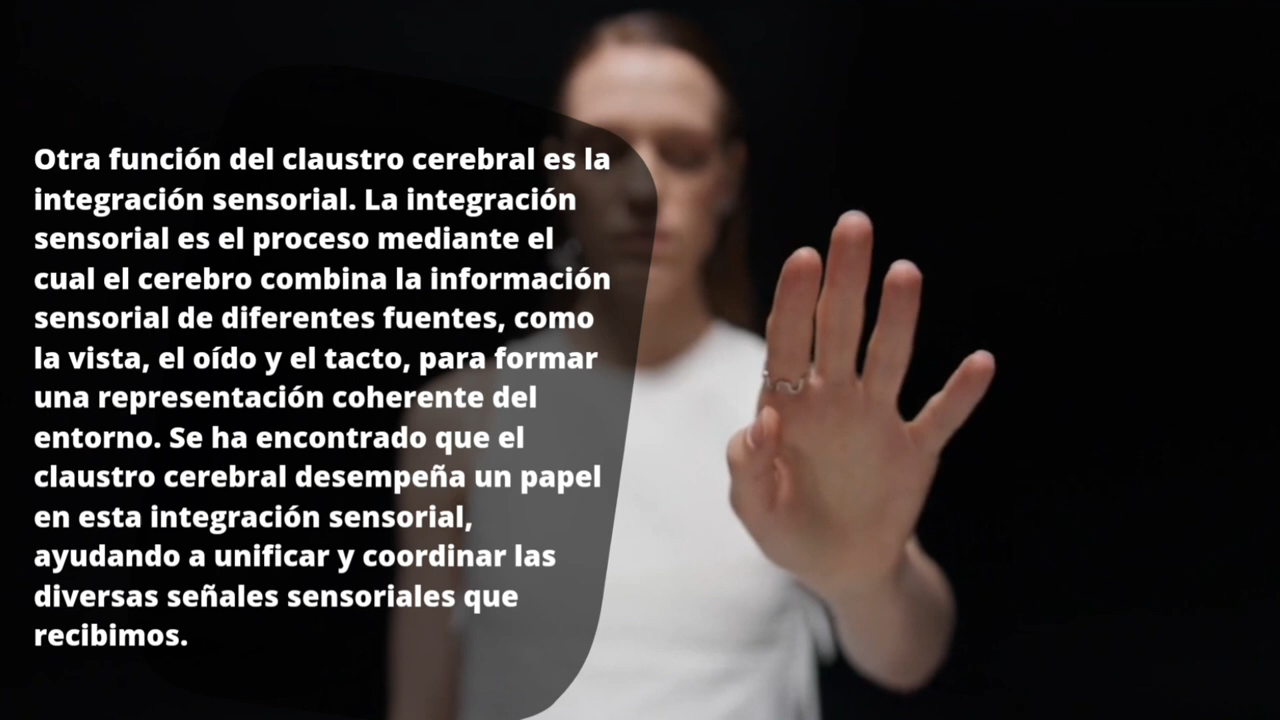 Otra función del claustro cerebral es la
integración sensorial. La integración
sensorial es el proceso mediante el
cual el cerebro combina la información
sensorial de diferentes fuentes, como
la vista, el oído y el tacto, para formar
una representación coherente del
entorno. Se ha encontrado que el
claustro cerebral desempeña un papel
en esta integración sensorial,
ayudando a unificar y coordinar las
diversas señales sensoriales que
recibimos.